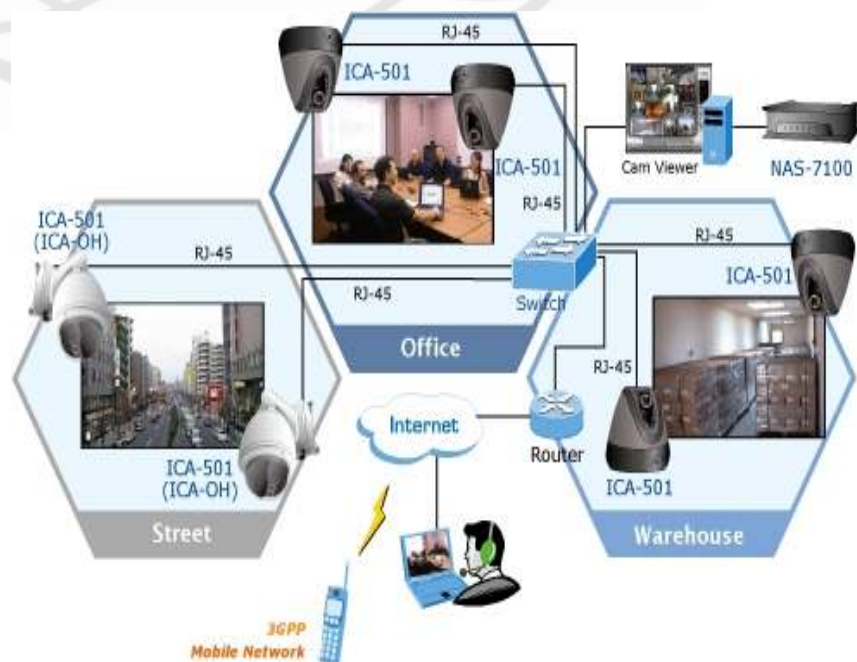 RJ-45
ICA-501
ICA-501
RJ-45
Cam Viewer
NAS-7100
ICA-501
(ICA-OH)
RJ-45
RJ-45
Switch
RJ-45
ICA-501
Office
RJ-45
Internet
Router
ICA-501
ICA-501
(ICA-OH)
Street
Warehouse
3GPP
Mobile Network